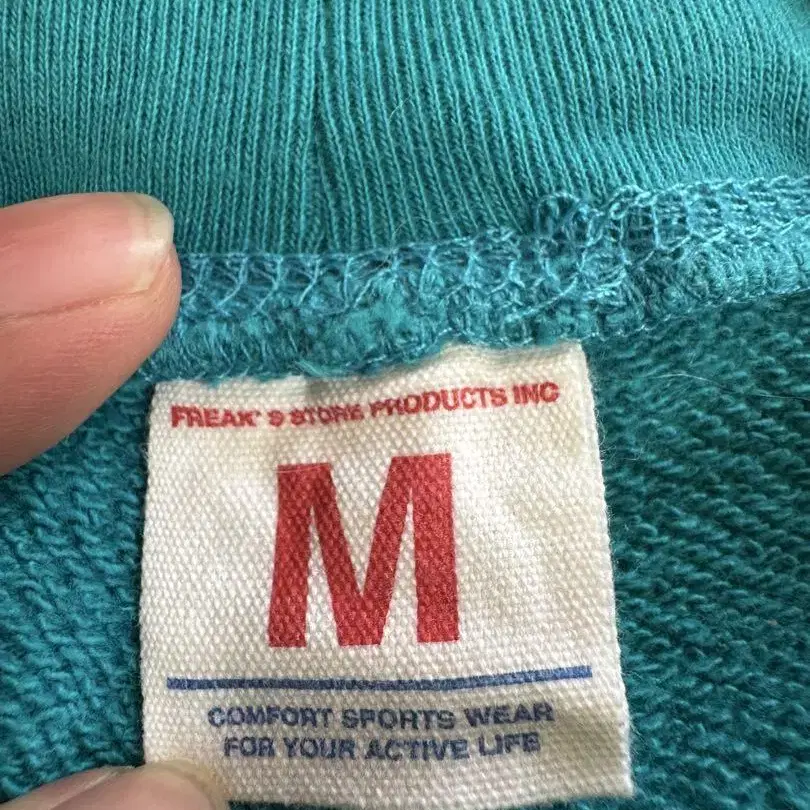 FREAK'S STORE PRODUCTS INC
M
COMFORT SPORTS WEAR
FOR YOUR ACTIVE LIFE